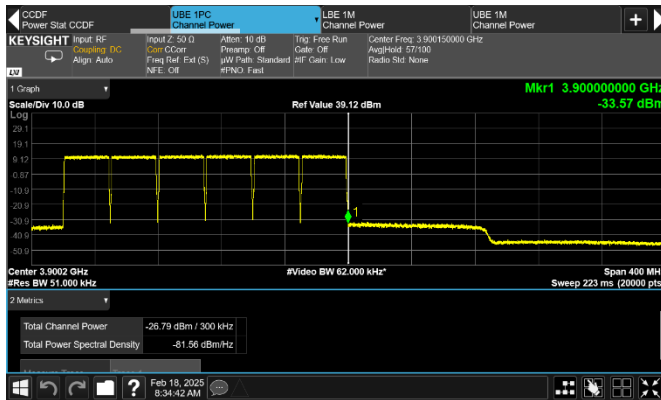 CCDF
Power Stat CCDF
UBE 1PC
Channel Power
LBE 1M
Channel Power
UBE 1M
Channel Power
KEYSIGHT
Input: RF
Coupling: DC
Align: Auto
Input Z: 50 Ω
Corr CCorr
Freq Ref: Ext (S)
NFE: Off
Atten: 10 dB
Preamp: Off
µW Path: Standard
#PNO: Fast
Trig: Free Run
Gate: Off
#IF Gain: Low
Center Freq: 3.900150000 GHz
Avg|Hold: 57/100
Radio Std: None
1 Graph
Mkr1 3.900000000 GHz
Scale/Div 10.0 dB
Ref Value 39.12 dBm
-33.57 dBm
Log
29.1
19.1
9.12
-0.87
-10.9
-20.9
-30.9
-40.9
-50.9
1
Center 3.9002 GHz
#Video BW 62.000 kHz*
Span 400 MH
#Res BW 51.000 kHz
Sweep 223 ms (20000 pts
2 Metrics
Total Channel Power -26.79 dBm / 300 kHz
Total Power Spectral Density -81.56 dBm/Hz
Feb 18, 2025
8:34:42 AM